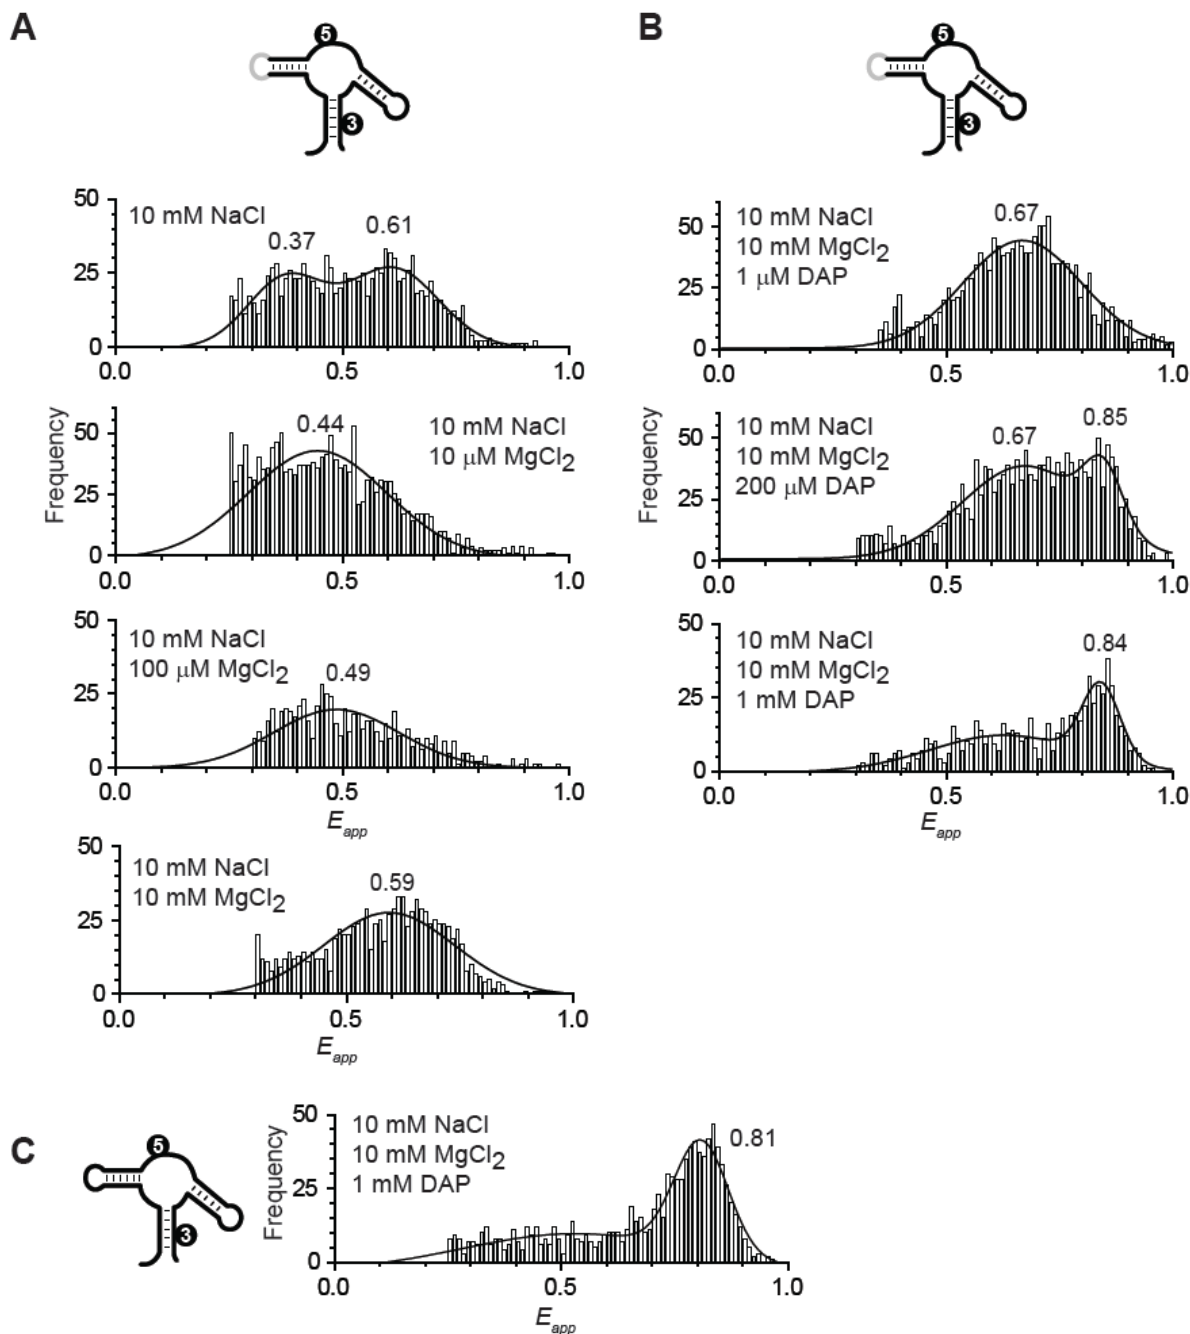 A
5
3
50
25
0
10 mM NaCl
0.37
0.61
0.0
0.5
1.0
Frequency
50
25
0
0.44
10 mM NaCl
10 μM MgCl2
0.0
0.5
1.0
50
25
0
10 mM NaCl
100 μM MgCl2
0.49
0.0
0.5
1.0
Eapp
50
25
0
10 mM NaCl
10 mM MgCl2
0.59
0.0
0.5
1.0
Eapp
B
5
3
50
25
0
10 mM NaCl
10 mM MgCl2
1 μM DAP
0.67
0.0
0.5
1.0
Frequency
50
25
0
10 mM NaCl
10 mM MgCl2
200 μM DAP
0.67
0.85
0.0
0.5
1.0
50
25
0
10 mM NaCl
10 mM MgCl2
1 mM DAP
0.84
0.0
0.5
1.0
Eapp
C
5
3
Frequency
50
25
0
10 mM NaCl
10 mM MgCl2
1 mM DAP
0.81
0.0
0.5
1.0
Eapp